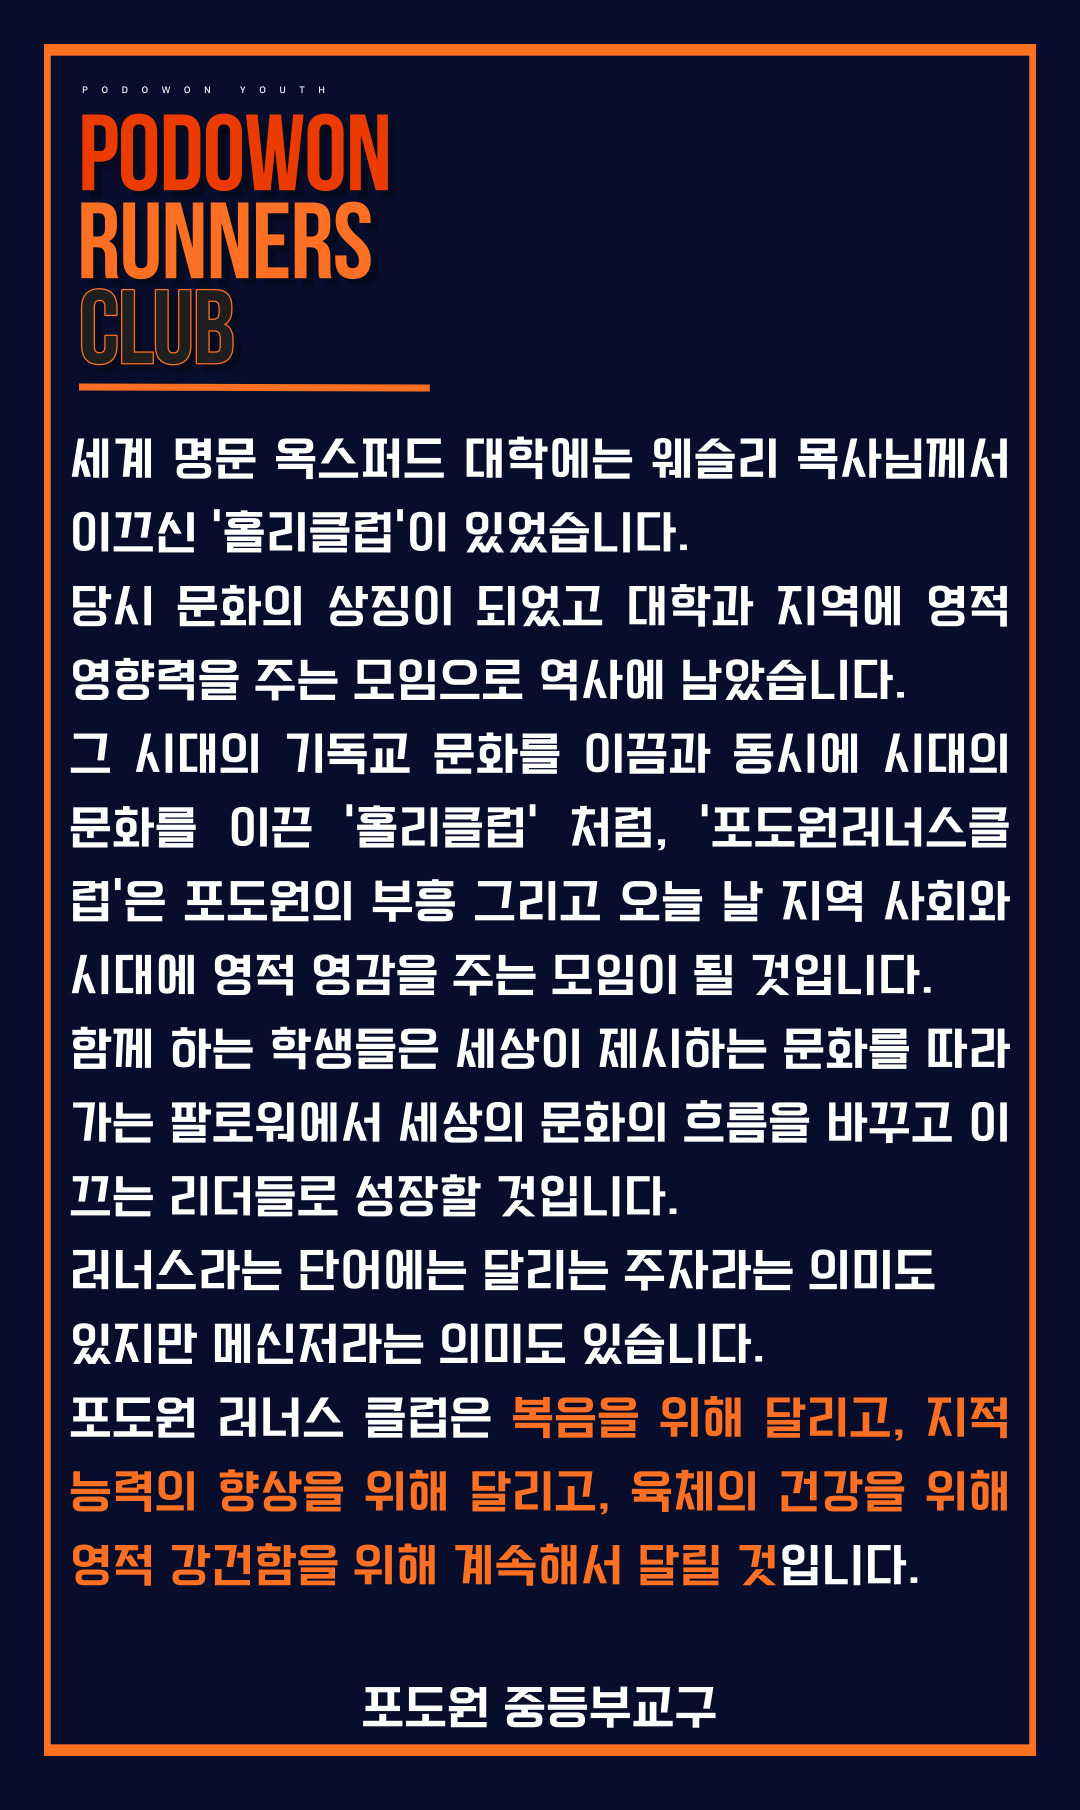 PODOWON YOUTH
PODOWON
RUNNERS
CLUB
세계 명문 옥스퍼드 대학에는 웨슬리 목사님께서
이끄신 '홀리클럽'이 있었습니다.
당시 문화의 상징이 되었고 대학과 지역에 영적
영향력을 주는 모임으로 역사에 남았습니다.
그 시대의 기독교 문화를 이끔과 동시에 시대의
문화를 이끈 '홀리클럽' 처럼, '포도원러너스클
럽'은 포도원의 부흥 그리고 오늘 날 지역 사회와
시대에 영적 영감을 주는 모임이 될 것입니다.
함께 하는 학생들은 세상이 제시하는 문화를 따라
가는 팔로워에서 세상의 문화의 흐름을 바꾸고 이
끄는 리더들로 성장할 것입니다.
러너스라는 단어에는 달리는 주자라는 의미도
있지만 메신저라는 의미도 있습니다.
포도원 러너스 클럽은 복음을 위해 달리고, 지적
능력의 향상을 위해 달리고, 육체의 건강을 위해
영적 강건함을 위해 계속해서 달릴 것입니다.
포도원 중등부교구